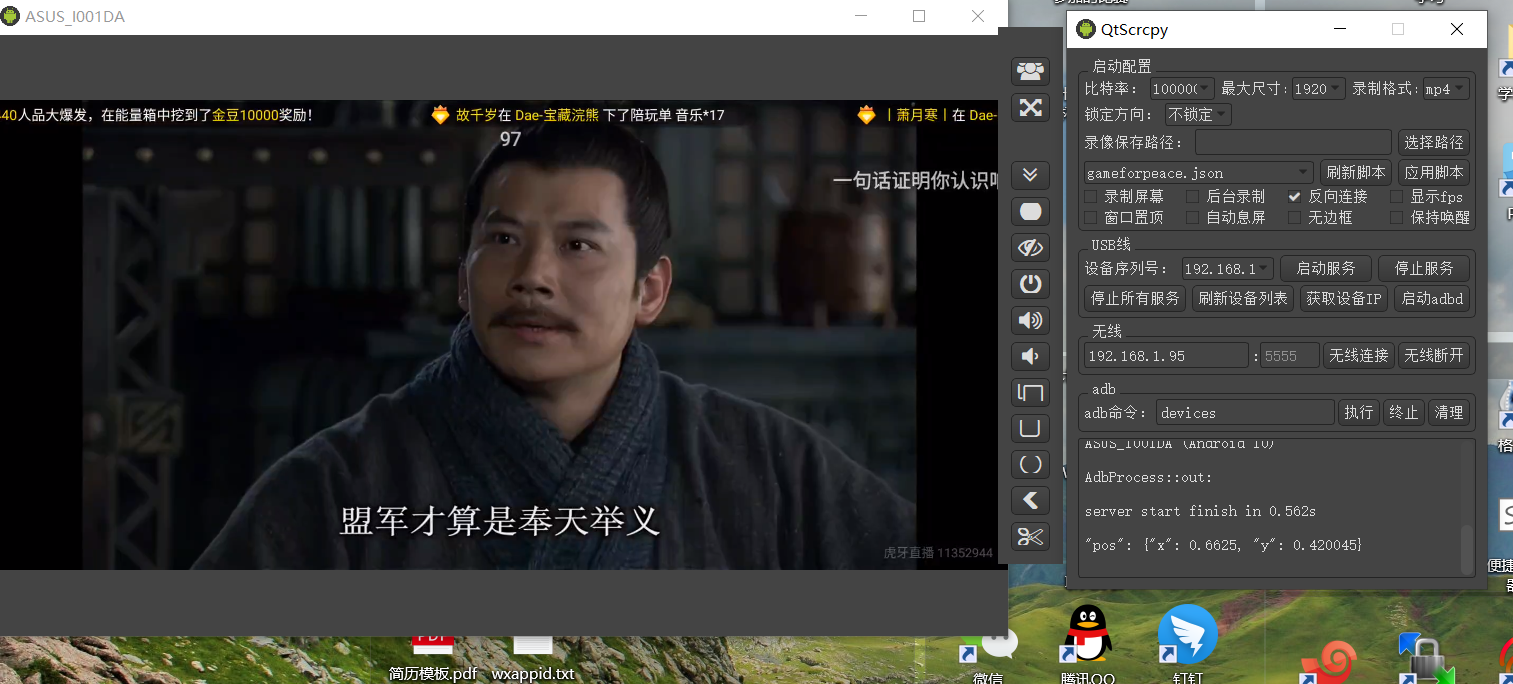 ASUS_I001DA
40人品大爆发，在能量箱中挖到了金豆10000奖励！
故千岁在 Dae-宝藏浣熊 下了陪玩单 音乐*17
丨萧月寒丨在 Dae-
97
一句话证明你认识
盟军才算是奉天举义
虎牙直播 11352944
QtScrcpy
启动配置
比特率： 10000 最大尺寸： 1920 录制格式： mp4
锁定方向： 不锁定
录像保存路径： 选择路径
gameforpeace.json 刷新脚本 应用脚本
录制屏幕 后台录制 反向连接 显示fps
窗口置顶 自动息屏 无边框 保持唤醒
USB线
设备序列号： 192.168.1 启动服务 停止服务
停止所有服务 刷新设备列表 获取设备IP 启动adbd
无线
192.168.1.95 : 5555 无线连接 无线断开
adb
adb命令： devices 执行 终止 清理
ASUS_I001DA (Android 10)
AdbProcess::out:
server start finish in 0.562s
"pos": {"x": 0.6625, "y": 0.420045}
PDF
简历模板.pdf wxappid.txt
微信 腾讯QQ 钉钉
便捷